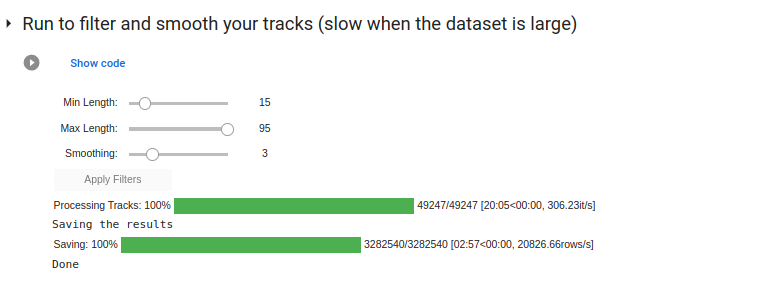 Run to filter and smooth your tracks (slow when the dataset is large)
Show code
Min Length: 15
Max Length: 95
Smoothing: 3
Apply Filters
Processing Tracks: 100% 49247/49247 [20:05<00:00, 306.23it/s]
Saving the results
Saving: 100% 3282540/3282540 [02:57<00:00, 20826.66rows/s]
Done